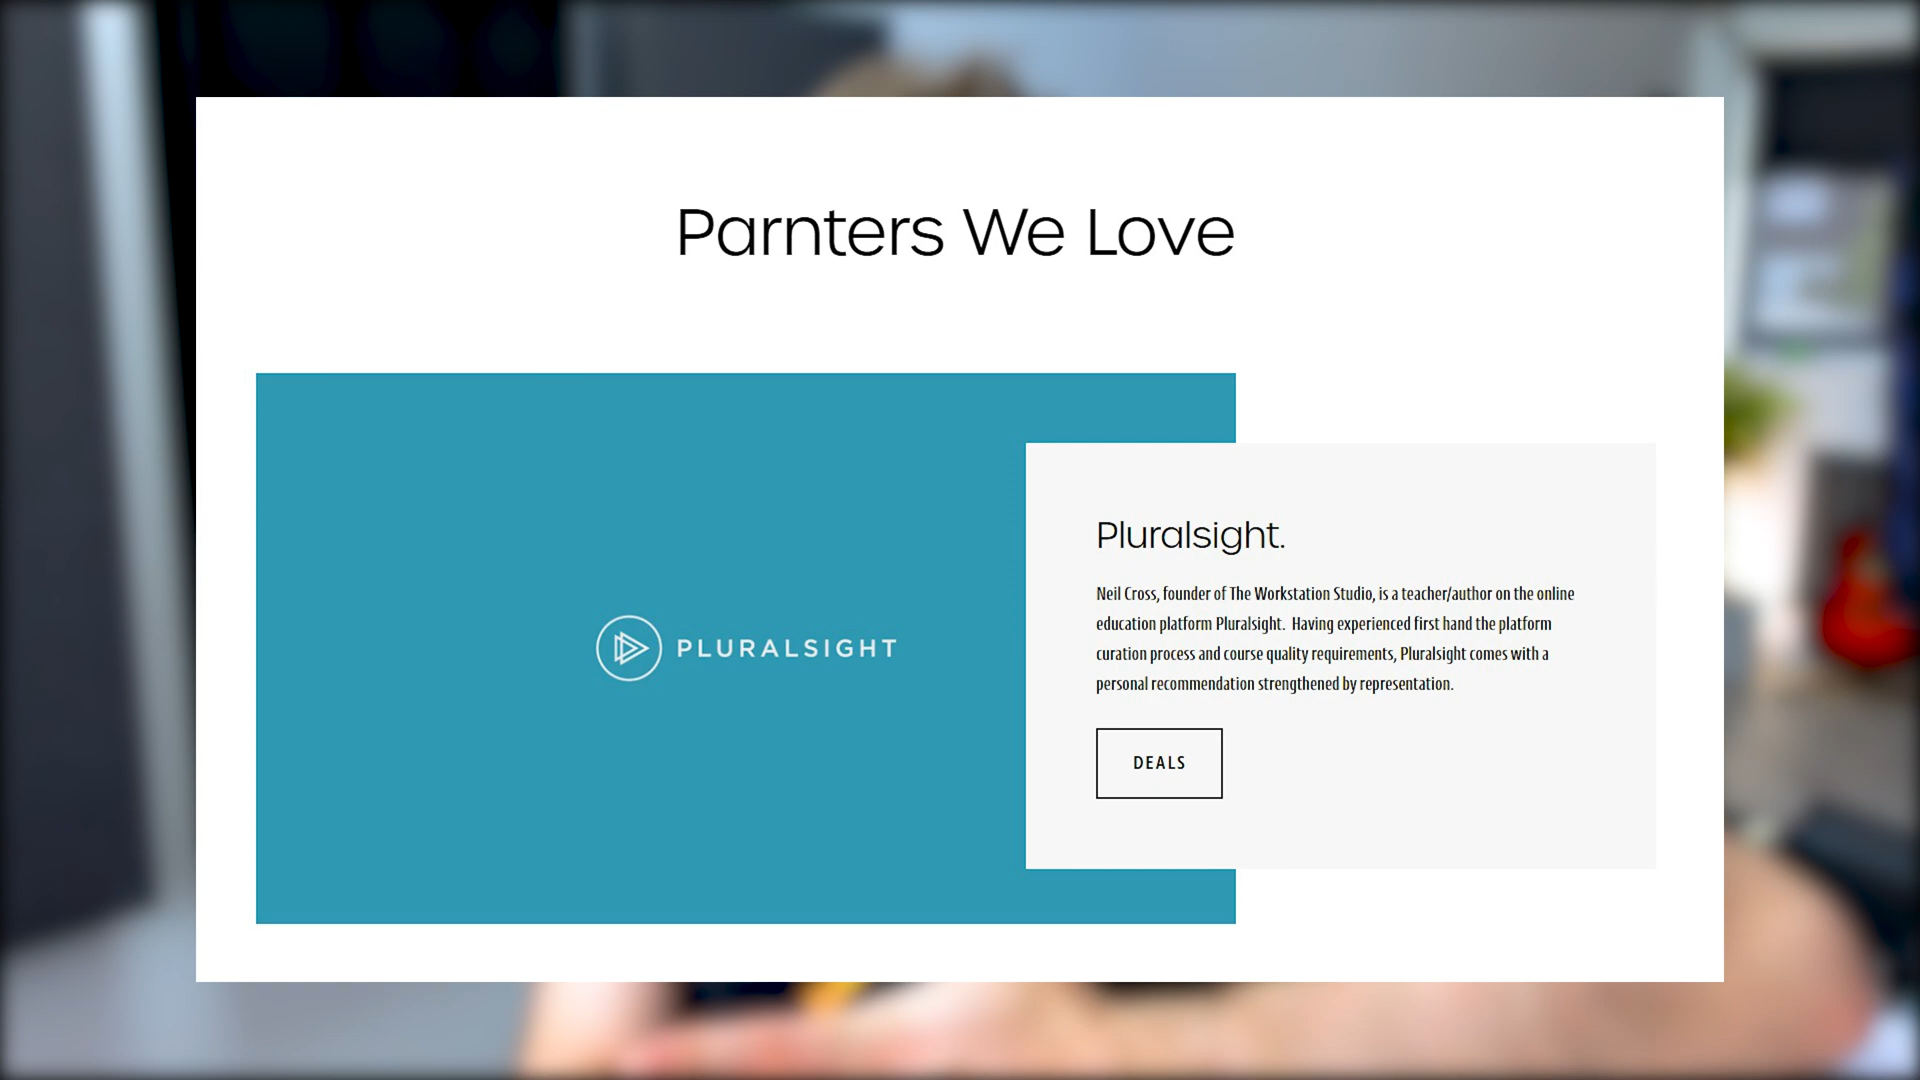 Parnters We Love
PLURALSIGHT
Pluralsight.
Neil Cross, founder of The Workstation Studio, is a teacher/author on the online
education platform Pluralsight.  Having experienced first hand the platform
curation process and course quality requirements, Pluralsight comes with a
personal recommendation strengthened by representation.
DEALS